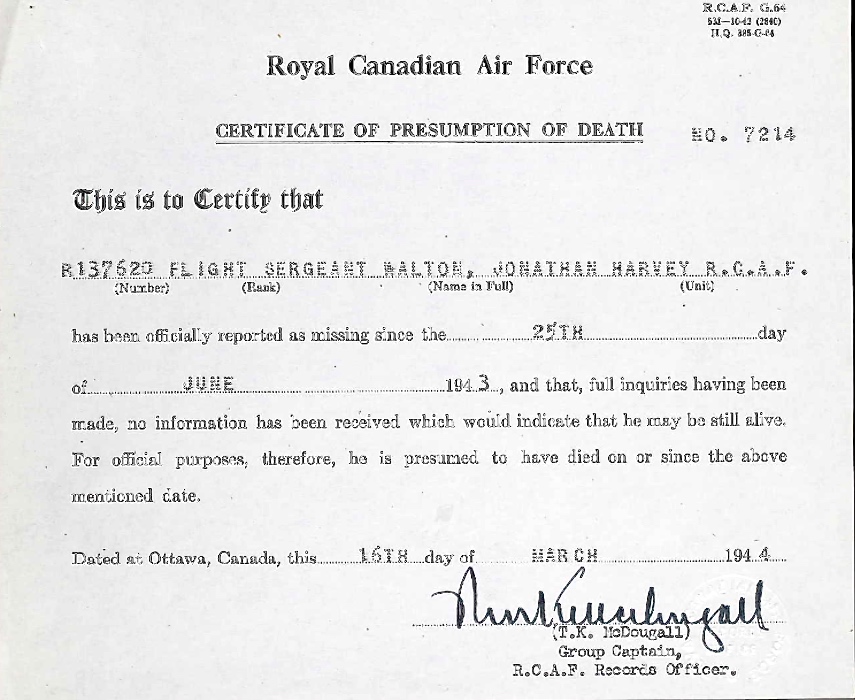 R.C.A.F. G.64
Royal Canadian Air Force
CERTIFICATE OF PRESUMPTION OF DEATH NO. 7214
This is to Certify that
R137620 FLIGHT SERGEANT WALTON, JONATHAN HARVEY R.C.A.F.
(Number) (Rank) (Name in Full) (Unit)
has been officially reported as missing since the 25TH day
of JUNE 1943, and that, full inquiries having been
made, no information has been received which would indicate that he may be still alive.
For official purposes, therefore, he is presumed to have died on or since the above
mentioned date.
Dated at Ottawa, Canada, this 16TH day of MARCH 1944
(T.K. McDougall)
Group Captain,
R.C.A.F. Records Officer.